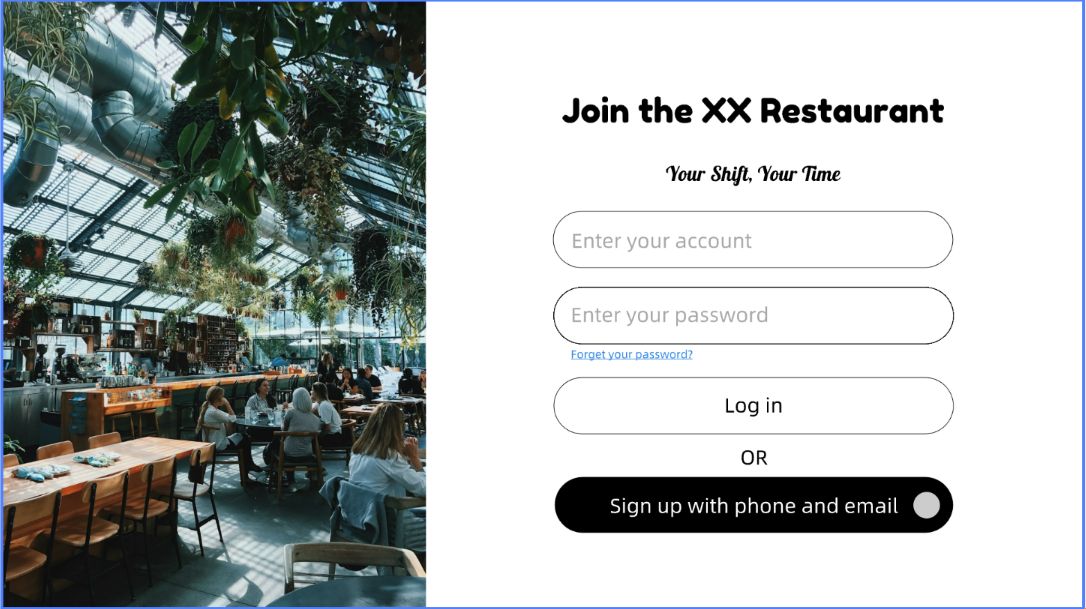 Join the XX Restaurant
Your Shift, Your Time
Enter your account
Enter your password
Forget your password?
Log in
OR
Sign up with phone and email